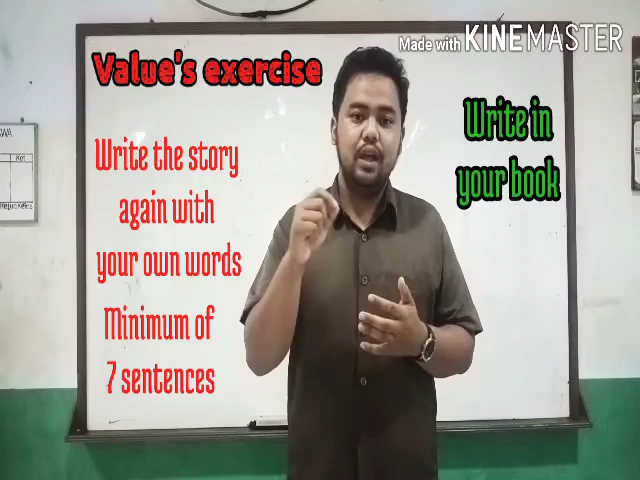 Made with KINEMASTER
Value's exercise
Write in
your book
Write the story
again with
your own words
Minimum of
7 sentences